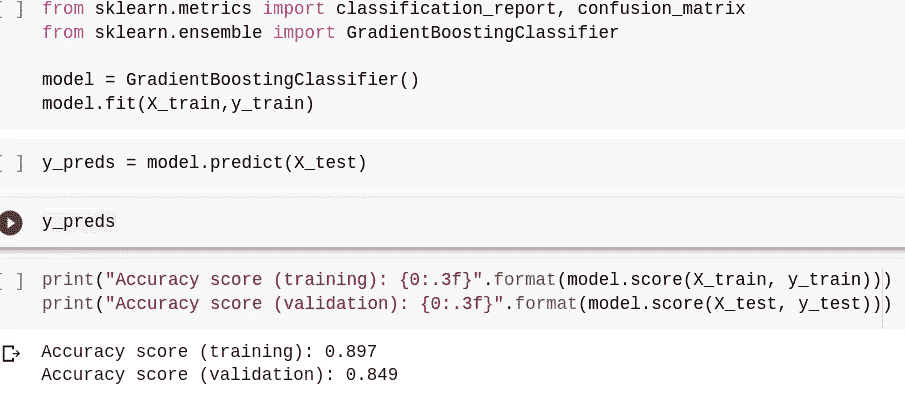 [ ] from sklearn.metrics import classification_report, confusion_matrix
from sklearn.ensemble import GradientBoostingClassifier
model = GradientBoostingClassifier()
model.fit(X_train,y_train)
[ ] y_preds = model.predict(X_test)
y_preds
[ ] print("Accuracy score (training): {0:.3f}".format(model.score(X_train, y_train)))
print("Accuracy score (validation): {0:.3f}".format(model.score(X_test, y_test)))
Accuracy score (training): 0.897
Accuracy score (validation): 0.849